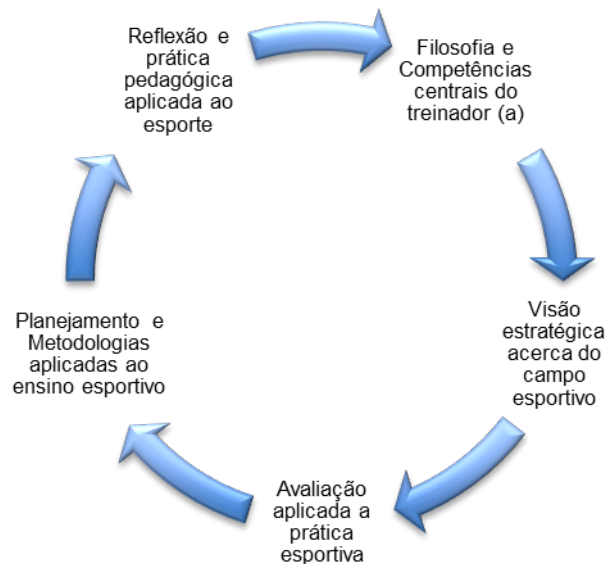 Reflexão e
prática
pedagógica
aplicada ao
esporte
Filosofia e
Competências
centrais do
treinador (a)
Visão
estratégica
acerca do
campo
esportivo
Avaliação
aplicada a
prática
esportiva
Planejamento e
Metodologias
aplicadas ao
ensino esportivo